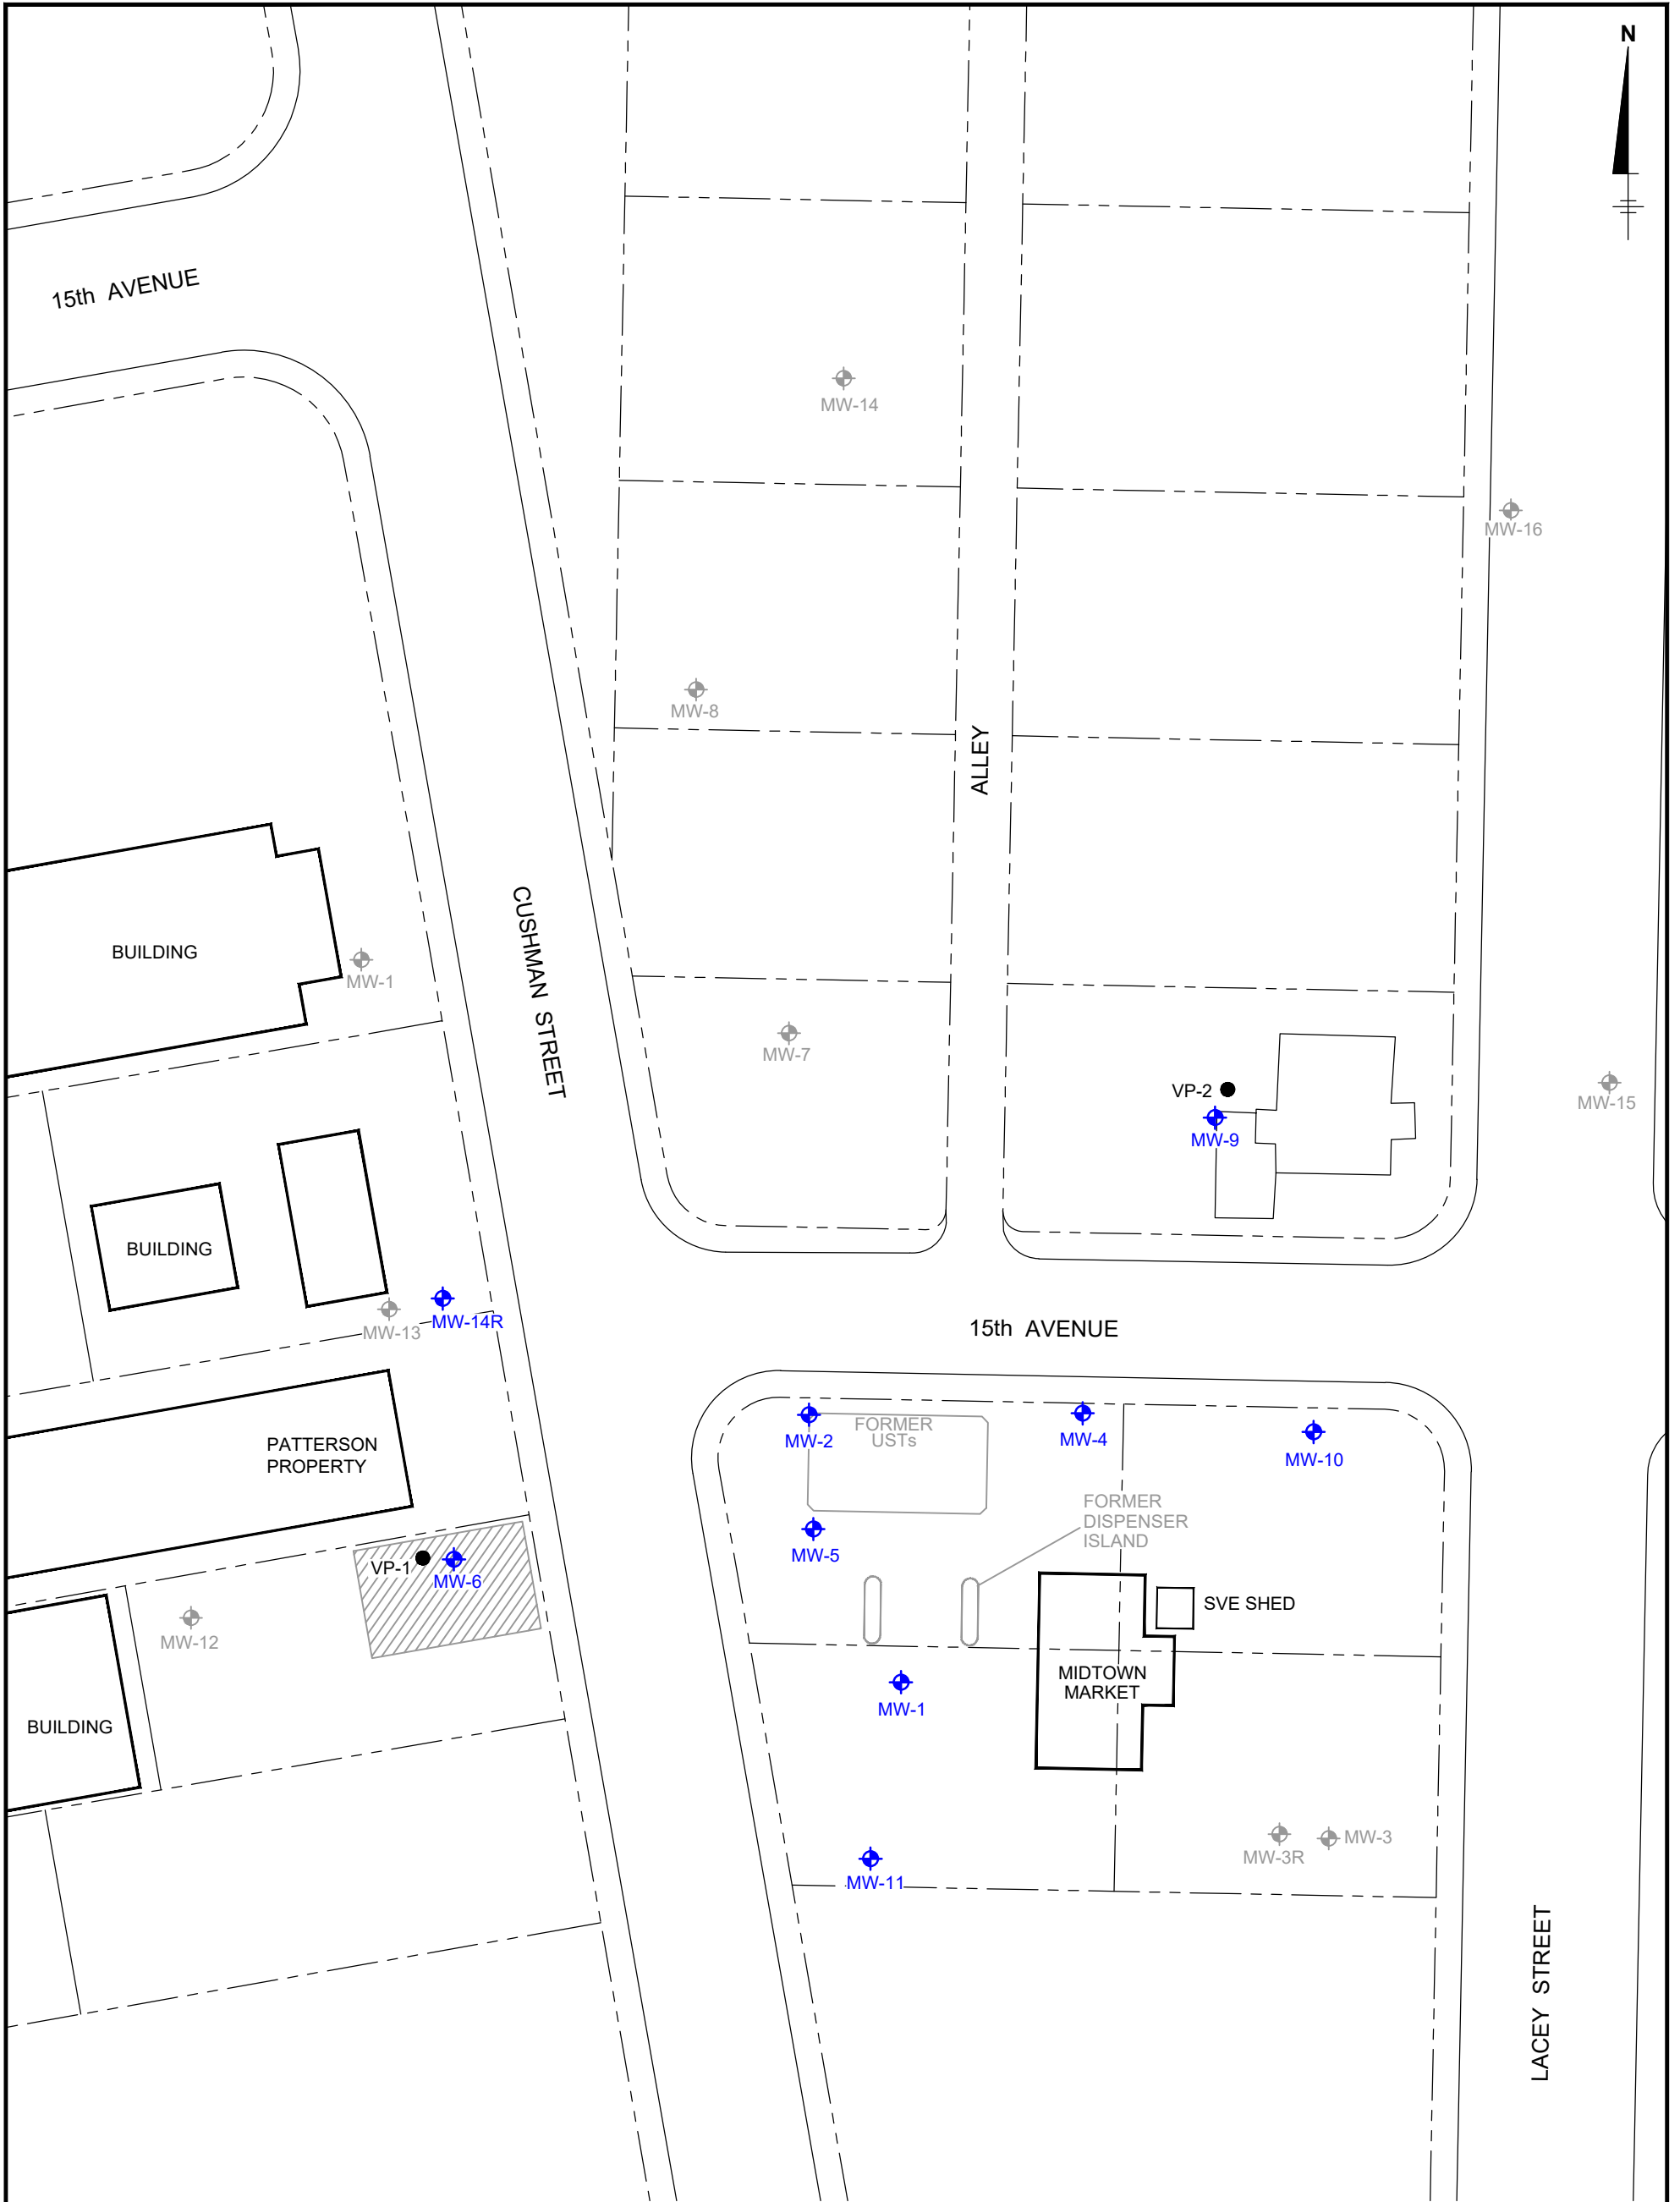 N
15th AVENUE
MW-14
MW-16
MW-8
ALLEY
CUSHMAN STREET
BUILDING
MW-1
MW-7
VP-2
MW-9
MW-15
BUILDING
MW-13
MW-14R
15th AVENUE
PATTERSON
PROPERTY
MW-2
FORMER
USTs
MW-4
MW-10
FORMER
DISPENSER
ISLAND
MW-5
VP-1
MW-6
MW-12
SVE SHED
MIDTOWN
MARKET
MW-1
BUILDING
MW-3R
MW-3
MW-11
LACEY STREET